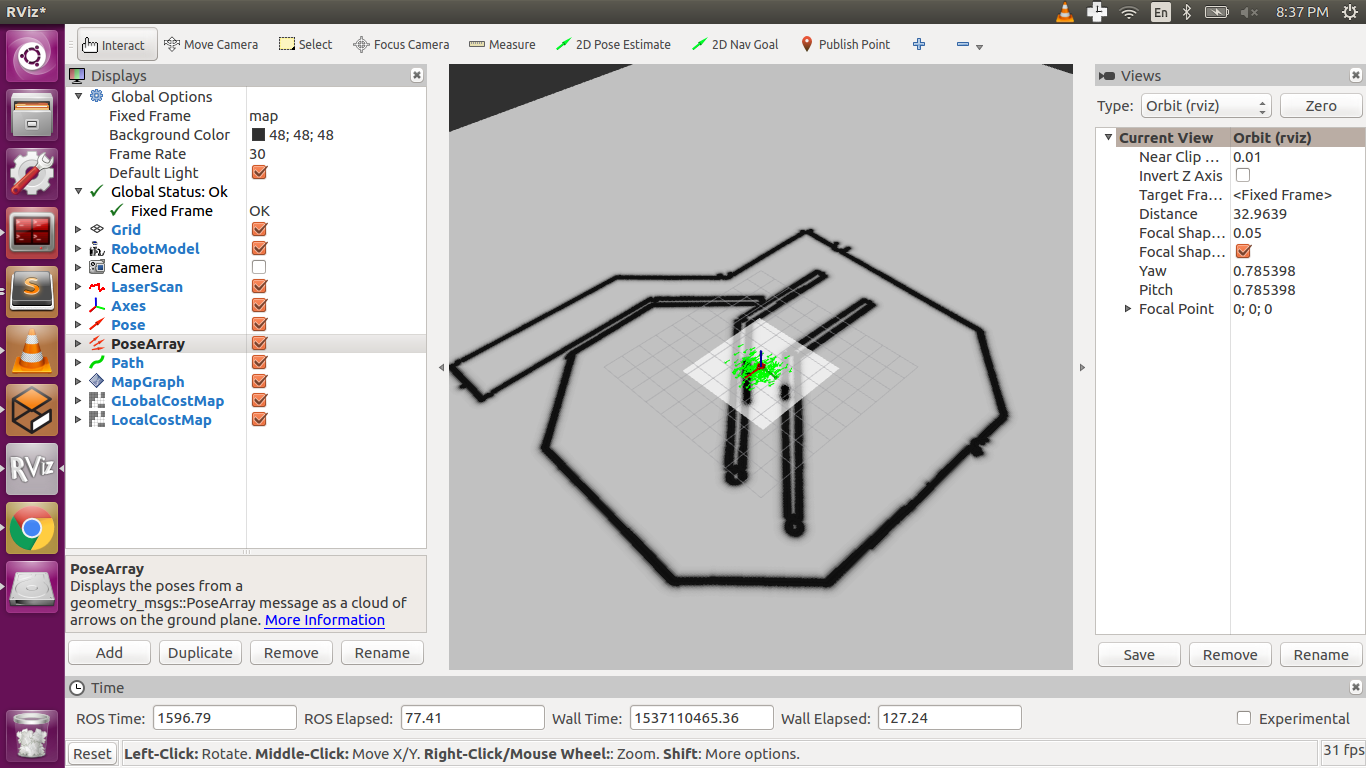 RViz*
En
8:37 PM
Interact
Move Camera
Select
Focus Camera
Measure
2D Pose Estimate
2D Nav Goal
Publish Point
Displays
Global Options
Fixed Frame map
Background Color 48; 48; 48
Frame Rate 30
Default Light
Global Status: Ok
Fixed Frame OK
Grid
RobotModel
Camera
LaserScan
Axes
Pose
PoseArray
Path
MapGraph
GLobalCostMap
LocalCostMap
PoseArray
Displays the poses from a
geometry_msgs::PoseArray message as a cloud of
arrows on the ground plane. More Information
Add
Duplicate
Remove
Rename
Views
Type: Orbit (rviz)
Zero
Current View Orbit (rviz)
Near Clip ... 0.01
Invert Z Axis
Target Fra... <Fixed Frame>
Distance 32.9639
Focal Shap... 0.05
Focal Shap...
Yaw 0.785398
Pitch 0.785398
Focal Point 0; 0; 0
Save
Remove
Rename
Time
ROS Time: 1596.79
ROS Elapsed: 77.41
Wall Time: 1537110465.36
Wall Elapsed: 127.24
Experimental
Reset
Left-Click: Rotate. Middle-Click: Move X/Y. Right-Click/Mouse Wheel:: Zoom. Shift: More options.
31 fps
S
RViz